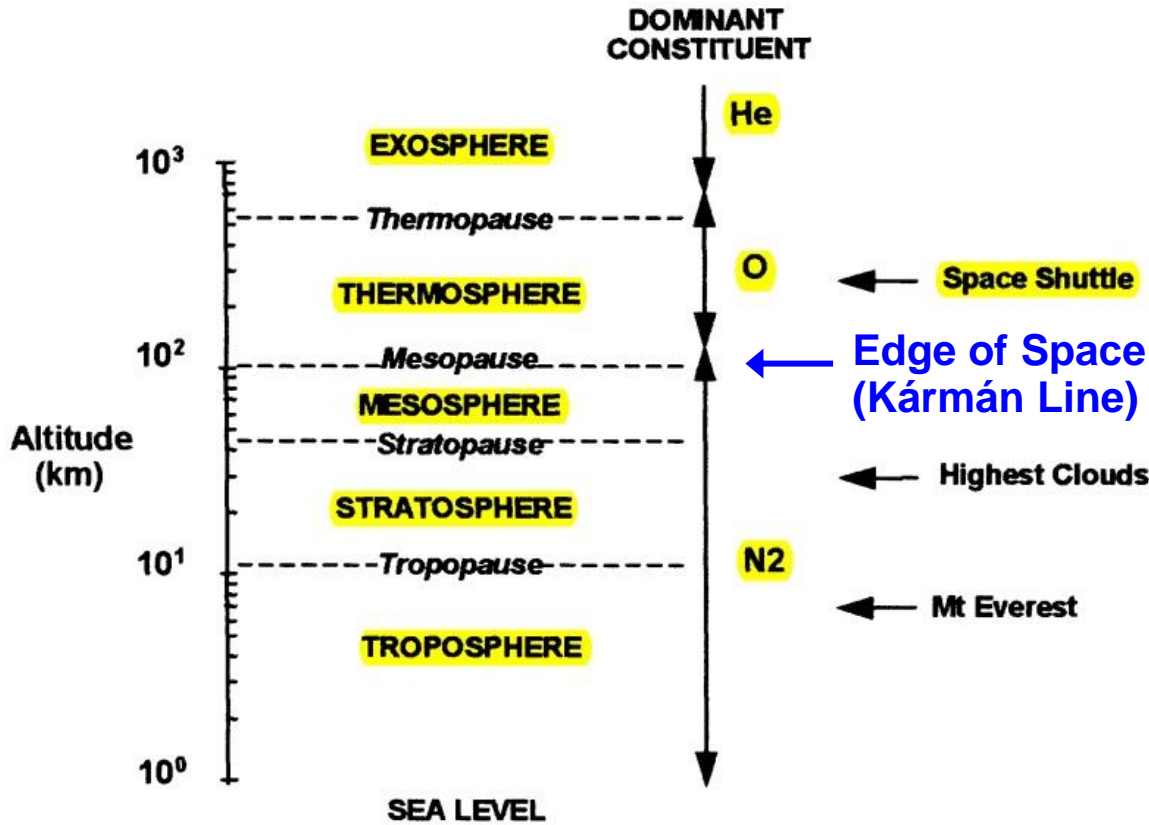 DOMINANT
CONSTITUENT
He
EXOSPHERE
10³
Thermopause
O
Space Shuttle
THERMOSPHERE
Edge of Space
(Kármán Line)
10²
Mesopause
MESOSPHERE
Altitude
(km)
Stratopause
Highest Clouds
STRATOSPHERE
10¹
Tropopause
N2
Mt Everest
TROPOSPHERE
10⁰
SEA LEVEL